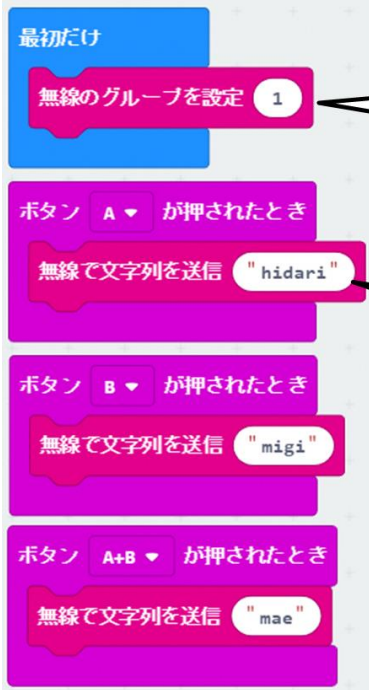 最初だけ
無線のグループを設定 1
ボタン A が押されたとき
無線で文字列を送信 "hidari"
ボタン B が押されたとき
無線で文字列を送信 "migi"
ボタン A+B が押されたとき
無線で文字列を送信 "mae"